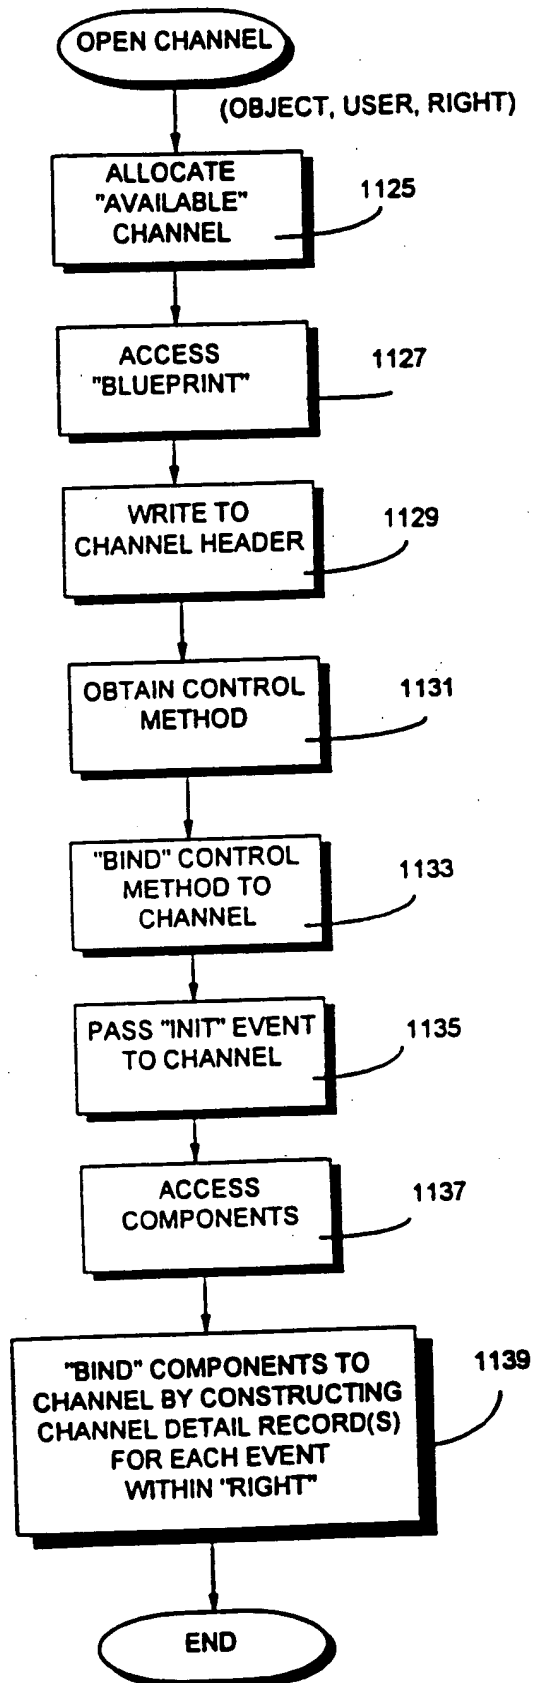 OPEN CHANNEL
(OBJECT, USER, RIGHT)
ALLOCATE
"AVAILABLE"
CHANNEL
1125
ACCESS
"BLUEPRINT"
1127
WRITE TO
CHANNEL HEADER
1129
OBTAIN CONTROL
METHOD
1131
"BIND" CONTROL
METHOD TO
CHANNEL
1133
PASS "INIT" EVENT
TO CHANNEL
1135
ACCESS
COMPONENTS
1137
"BIND" COMPONENTS TO
CHANNEL BY CONSTRUCTING
CHANNEL DETAIL RECORD(S)
FOR EACH EVENT
WITHIN "RIGHT"
1139
END